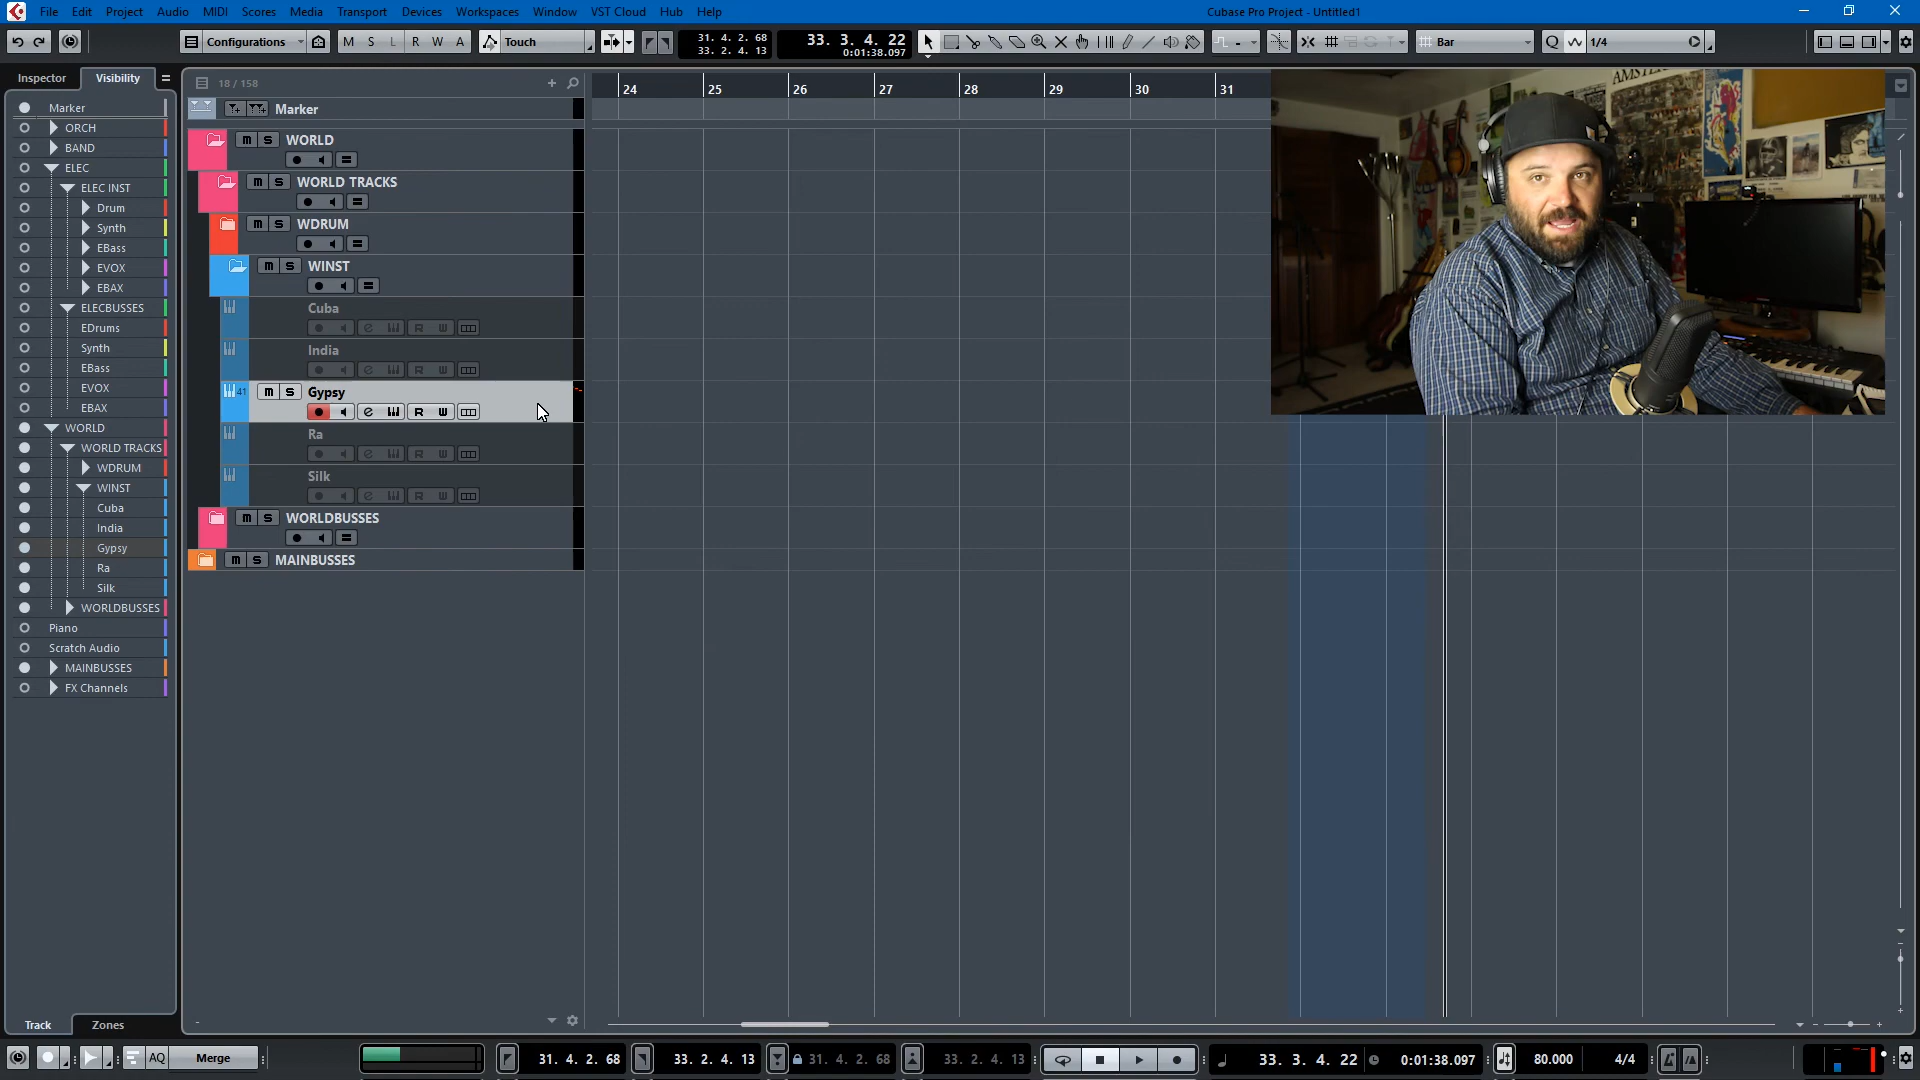 File Edit Project Audio MIDI Scores Media Transport Devices Workspaces Window VST Cloud Hub Help
Cubase Pro Project - Untitled1
Configurations M S L R W A Touch
31. 4. 2. 68
33. 2. 4. 13
33. 3. 4. 22
0:01:38.097
Bar Q 1/4
Inspector Visibility
18 / 158
24 25 26 27 28 29 30 31
Marker
ORCH
BAND
ELEC
ELEC INST
Drum
Synth
EBass
EVOX
EBAX
ELECBUSSES
EDrums
Synth
EBass
EVOX
EBAX
WORLD
WORLD TRACKS
WDRUM
WINST
Cuba
India
Gypsy
Ra
Silk
WORLDBUSSES
Piano
Scratch Audio
MAINBUSSES
FX Channels
Track Zones
Marker
m S WORLD
m S WORLD TRACKS
m S WDRUM
m S WINST
Cuba
e R W
India
e R W
41 m S Gypsy
e R W
Ra
e R W
Silk
e R W
m S WORLDBUSSES
m S MAINBUSSES
AMSTERDAM
AQ Merge
31. 4. 2. 68 33. 2. 4. 13 31. 4. 2. 68 33. 2. 4. 13
33. 3. 4. 22 0:01:38.097 80.000 4/4